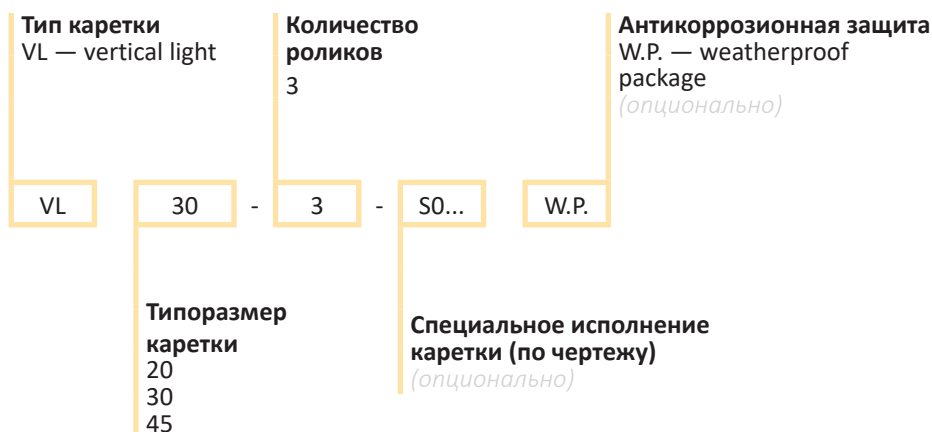 Тип каретки
VL — vertical light
Количество
роликов
3
Антикоррозионная защита
W.P. — weatherproof
package
(опционально)
VL 30 - 3 - S0... W.P.
Типоразмер
каретки
20
30
45
Специальное исполнение
каретки (по чертежу)
(опционально)